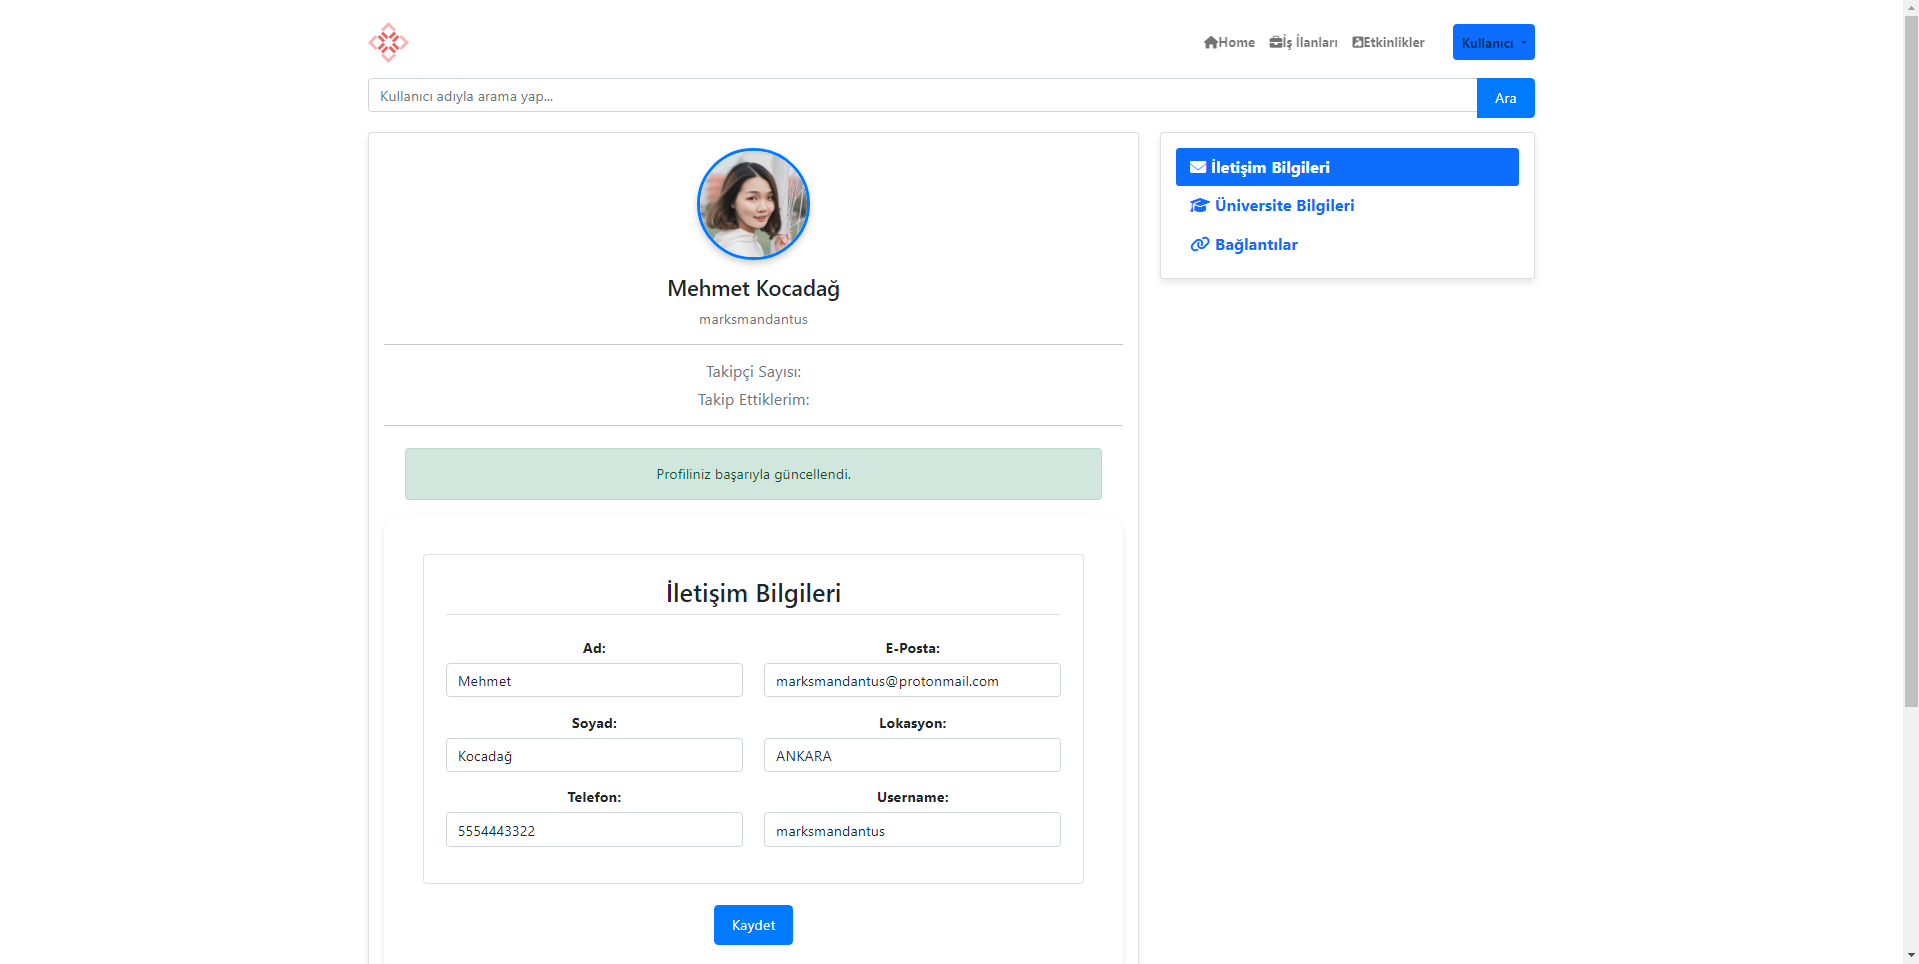 Home İş İlanları Etkinlikler Kullanıcı
Kullanıcı adıyla arama yap... Ara
Mehmet Kocadağ
marksmandantus
Takipçi Sayısı:
Takip Ettiklerim:
Profiliniz başarıyla güncellendi.
İletişim Bilgileri
Ad: E-Posta:
Mehmet marksmandantus@protonmail.com
Soyad: Lokasyon:
Kocadağ ANKARA
Telefon: Username:
5554443322 marksmandantus
Kaydet
İletişim Bilgileri
Üniversite Bilgileri
Bağlantılar